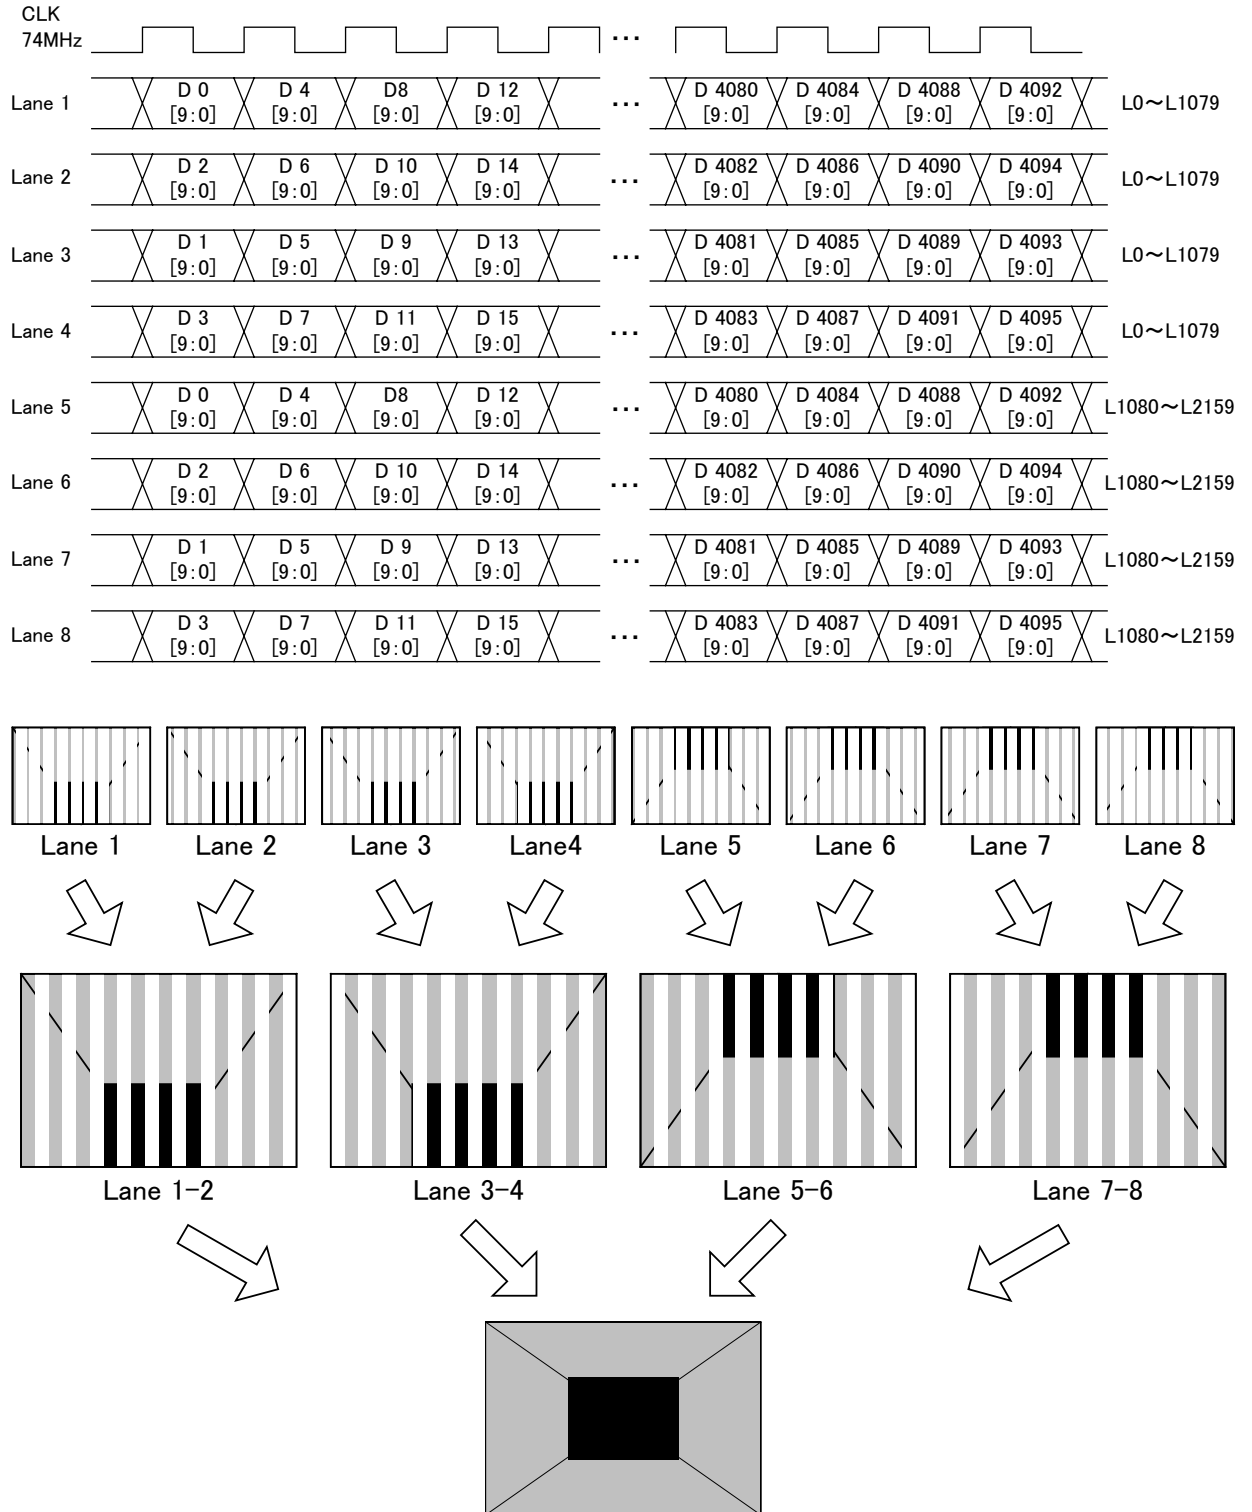 CLK
74MHz
...
Lane 1 D 0 D 4 D8 D 12 ... D 4080 D 4084 D 4088 D 4092 L0～L1079
[9:0] [9:0] [9:0] [9:0] [9:0] [9:0] [9:0] [9:0]
Lane 2 D 2 D 6 D 10 D 14 ... D 4082 D 4086 D 4090 D 4094 L0～L1079
[9:0] [9:0] [9:0] [9:0] [9:0] [9:0] [9:0] [9:0]
Lane 3 D 1 D 5 D 9 D 13 ... D 4081 D 4085 D 4089 D 4093 L0～L1079
[9:0] [9:0] [9:0] [9:0] [9:0] [9:0] [9:0] [9:0]
Lane 4 D 3 D 7 D 11 D 15 ... D 4083 D 4087 D 4091 D 4095 L0～L1079
[9:0] [9:0] [9:0] [9:0] [9:0] [9:0] [9:0] [9:0]
Lane 5 D 0 D 4 D8 D 12 ... D 4080 D 4084 D 4088 D 4092 L1080～L2159
[9:0] [9:0] [9:0] [9:0] [9:0] [9:0] [9:0] [9:0]
Lane 6 D 2 D 6 D 10 D 14 ... D 4082 D 4086 D 4090 D 4094 L1080～L2159
[9:0] [9:0] [9:0] [9:0] [9:0] [9:0] [9:0] [9:0]
Lane 7 D 1 D 5 D 9 D 13 ... D 4081 D 4085 D 4089 D 4093 L1080～L2159
[9:0] [9:0] [9:0] [9:0] [9:0] [9:0] [9:0] [9:0]
Lane 8 D 3 D 7 D 11 D 15 ... D 4083 D 4087 D 4091 D 4095 L1080～L2159
[9:0] [9:0] [9:0] [9:0] [9:0] [9:0] [9:0] [9:0]
Lane 1 Lane 2 Lane 3 Lane4 Lane 5 Lane 6 Lane 7 Lane 8
Lane 1-2 Lane 3-4 Lane 5-6 Lane 7-8